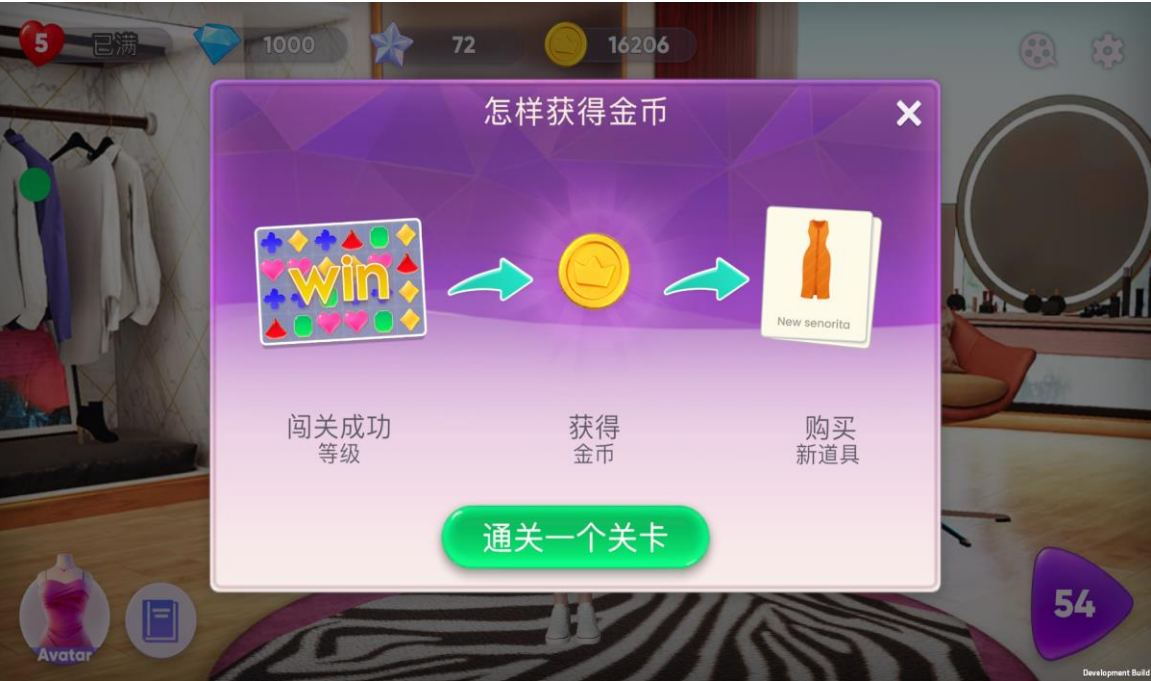 5
已满
1000
72
16206
怎样获得金币
win
New senorita
闯关成功
等级
获得
金币
购买
新道具
通关一个关卡
Avatar
54
Development Build